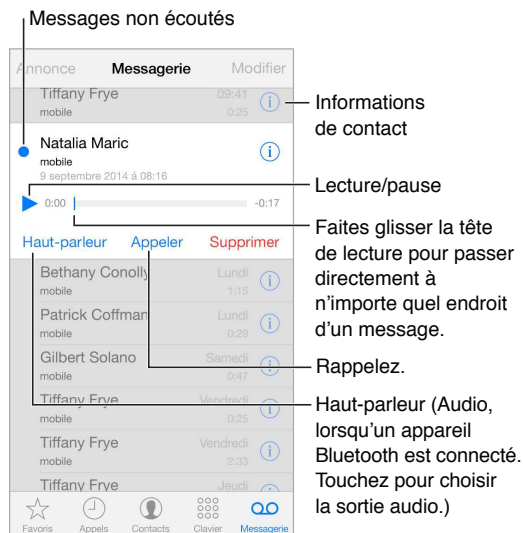 Messages non écoutés
Annonce Messagerie Modifier
Tiffany Frye 09:41
mobile 0:25
Informations
de contact
Natalia Maric
mobile
9 septembre 2014 á 08:16
Lecture/pause
0:00 -0:17
Faites glisser la tête
de lecture pour passer
directement à
n’importe quel endroit
d’un message.
Haut-parleur Appeler Supprimer
Bethany Conolly Lundi
mobile 1:15
Patrick Coffman Lundi
mobile 0:29
Gilbert Solano Samedi
mobile 0:47
Rappelez.
Tiffany Frye Vendredi
mobile 0:25
Tiffany Frye Vendredi
mobile 2:33
Tiffany Frye Jeudi
Haut-parleur (Audio,
lorsqu’un appareil
Bluetooth est connecté.
Touchez pour choisir
la sortie audio.)
Favoris Appels Contacts Clavier Messagerie